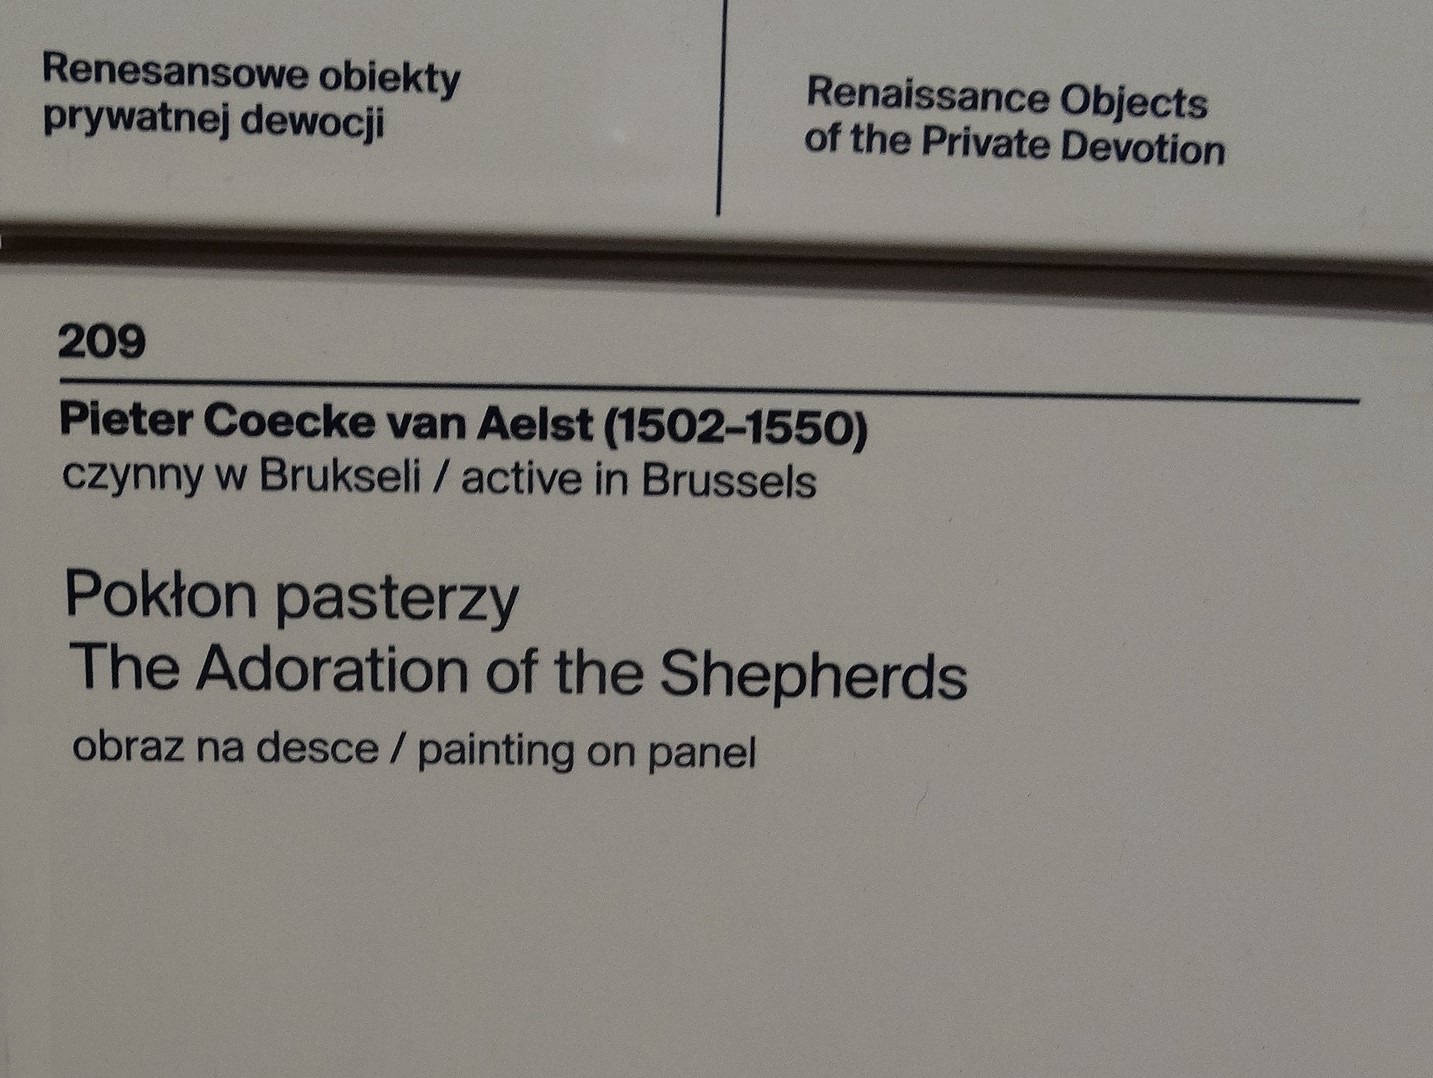 Renesansowe obiekty
prywatnej dewocji
Renaissance Objects
of the Private Devotion
209
Pieter Coecke van Aelst (1502–1550)
czynny w Brukseli / active in Brussels
Pokłon pasterzy
The Adoration of the Shepherds
obraz na desce / painting on panel